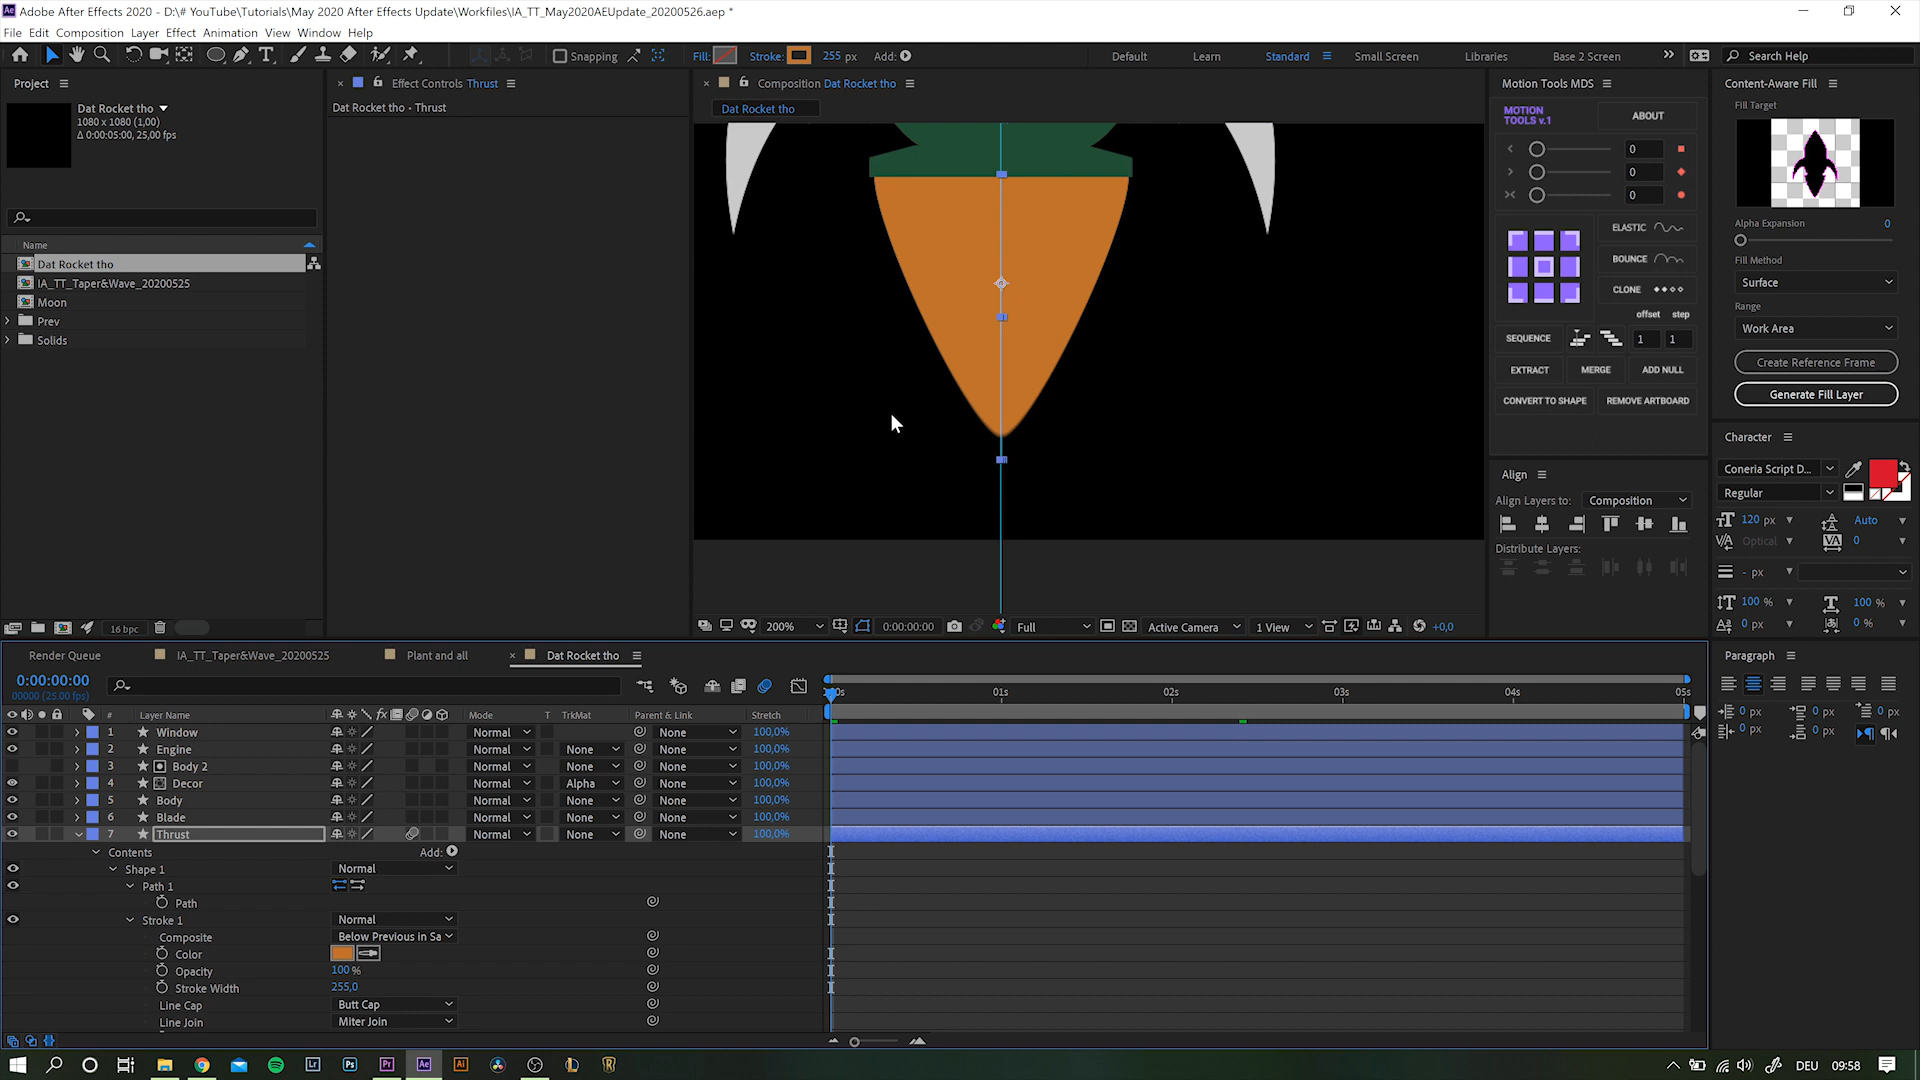 Adobe After Effects 2020 - D:\# YouTube\Tutorials\May 2020 After Effects Update\Workfiles\IA_TT_May2020AEUpdate_20200526.aep *
File Edit Composition Layer Effect Animation View Window Help
Snapping
Fill: Stroke: 255 px Add:
Default Learn Standard Small Screen Libraries Base 2 Screen
Search Help
Project
Dat Rocket tho
1080 x 1080 (1,00)
Δ 0:00:05:00, 25,00 fps
Name
Dat Rocket tho
IA_TT_Taper&Wave_20200525
Moon
Prev
Solids
16 bpc
Effect Controls Thrust
Dat Rocket tho • Thrust
Composition Dat Rocket tho
Dat Rocket tho
200% 0:00:00:00 Full Active Camera 1 View +0,0
Motion Tools MDS
MOTION
TOOLS v.1
ABOUT
0
0
0
ELASTIC
BOUNCE
CLONE
offset step
SEQUENCE 1 1
EXTRACT MERGE ADD NULL
CONVERT TO SHAPE REMOVE ARTBOARD
Align
Align Layers to: Composition
Distribute Layers:
Content-Aware Fill
Fill Target
Alpha Expansion 0
Fill Method
Surface
Range
Work Area
Create Reference Frame
Generate Fill Layer
Character
Coneria Script D...
Regular
120 px Auto
Optical 0
- px
100 % 100 %
0 px 0 %
Paragraph
0 px 0 px 0 px
0 px 0 px
Render Queue IA_TT_Taper&Wave_20200525 Plant and all Dat Rocket tho
0:00:00:00
00000 (25.00 fps)
01s 02s 03s 04s 05s
# Layer Name Mode T TrkMat Parent & Link Stretch
1 Window Normal None 100,0%
2 Engine Normal None None 100,0%
3 Body 2 Normal None None 100,0%
4 Decor Normal Alpha None 100,0%
5 Body Normal None None 100,0%
6 Blade Normal None None 100,0%
7 Thrust Normal None None 100,0%
Contents Add:
Shape 1 Normal
Path 1
Path
Stroke 1 Normal
Composite Below Previous in Sa
Color
Opacity 100 %
Stroke Width 255,0
Line Cap Butt Cap
Line Join Miter Join
Lr Ps Pr Ae Ai
DEU 09:58